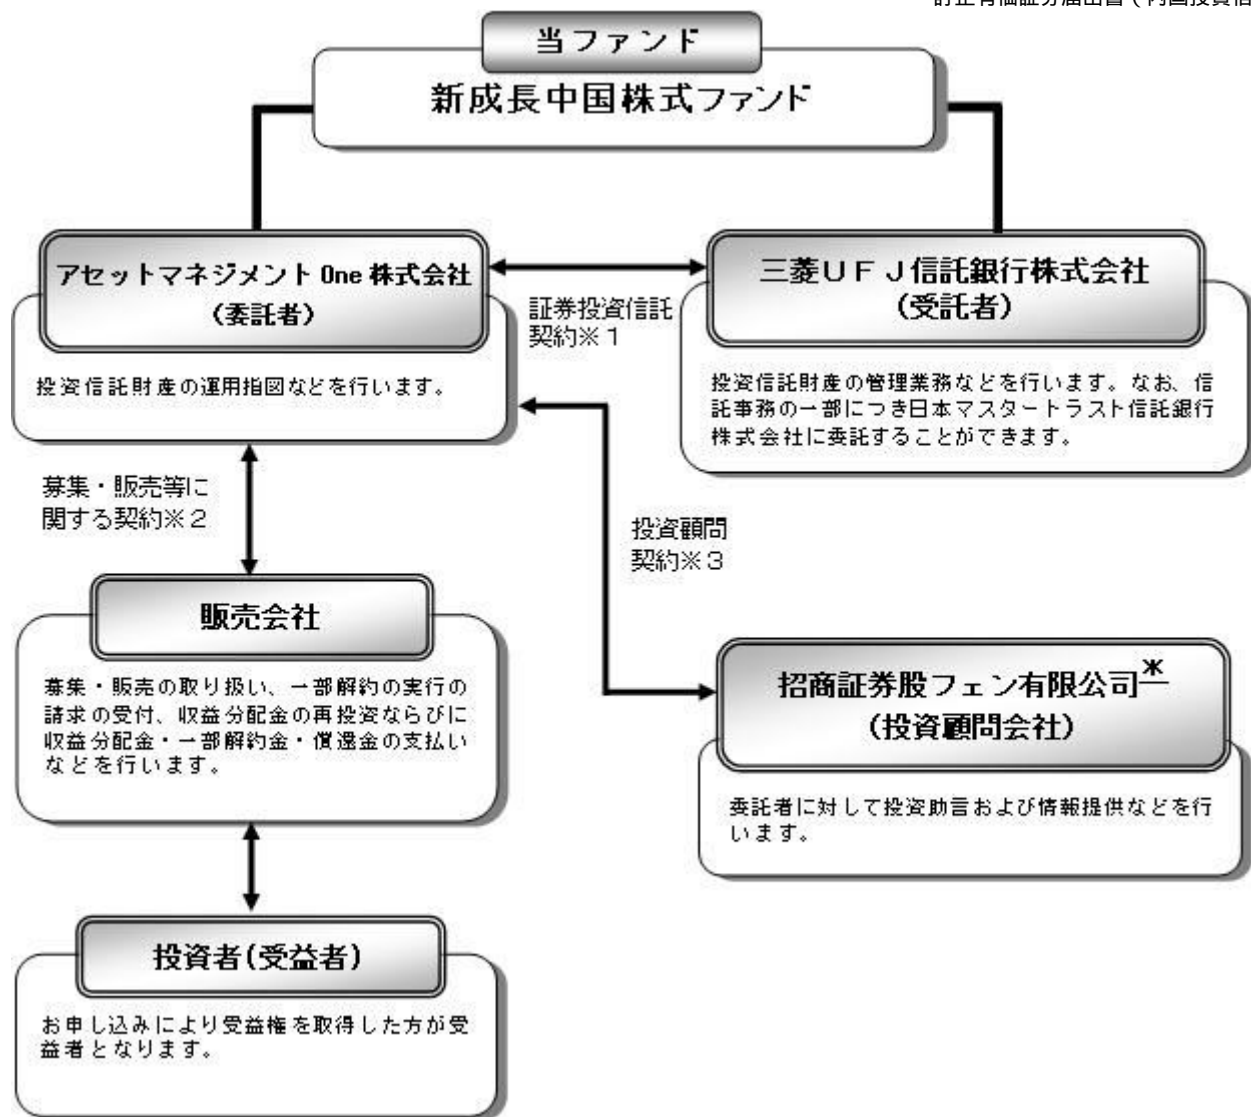 当ファンド
新成長中国株式ファンド
アセットマネジメント One 株式会社
(委託者)
投資信託財産の運用指図などを行います。
証券投資信託
契約※１
三菱ＵＦＪ信託銀行株式会社
(受託者)
投資信託財産の管理業務などを行います。なお、信
託事務の一部につき日本マスタートラスト信託銀行
株式会社に委託することができます。
募集・販売等に
関する契約※２
投資顧問
契約※３
販売会社
募集・販売の取り扱い、一部解約の実行の
請求の受付、収益分配金の再投資ならびに
収益分配金・一部解約金・償還金の支払い
などを行います。
招商証券股フェン有限公司＊
(投資顧問会社)
委託者に対して投資助言および情報提供などを行
います。
投資者(受益者)
お申し込みにより受益権を取得した方が受
益者となります。